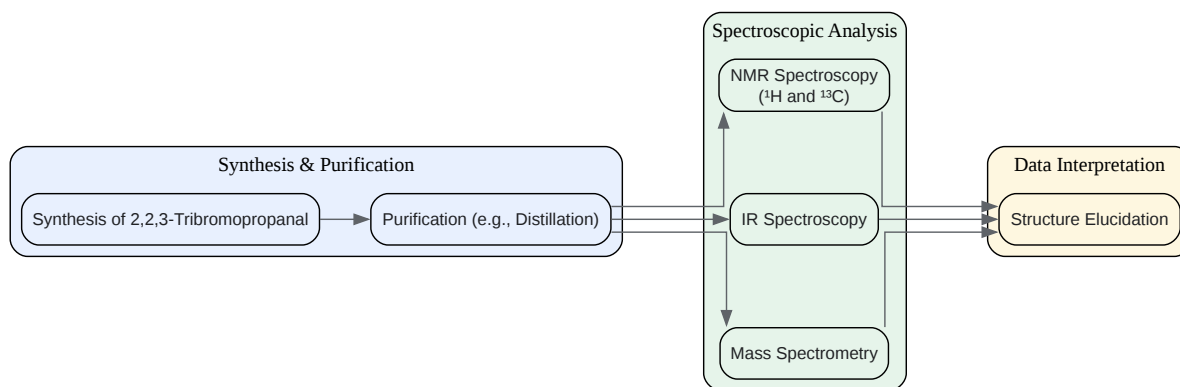 Synthesis & Purification
Synthesis of 2,2,3-Tribromopropanal
Purification (e.g., Distillation)
Spectroscopic Analysis
NMR Spectroscopy
(¹H and ¹³C)
IR Spectroscopy
Mass Spectrometry
Data Interpretation
Structure Elucidation